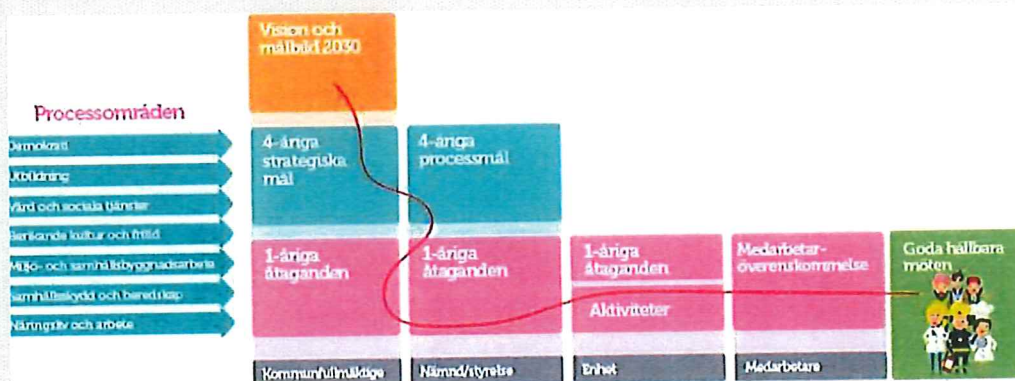 Vision och
målbild 2030
Processområden
Demokrati
Utbildning
Vård och sociala tjänster
Berikande kultur och fritid
Miljö- och samhällsbyggnadsarbete
Samhällsskydd och beredskap
Näringsliv och arbete
4-åriga
strategiska
mål
4-åriga
processmål
1-åriga
åtaganden
1-åriga
åtaganden
1-åriga
åtaganden
Aktiviteter
Medarbetar-
överenskommelse
Goda hållbara
möten
Kommunfullmäktige
Nämnd/styrelse
Enhet
Medarbetare